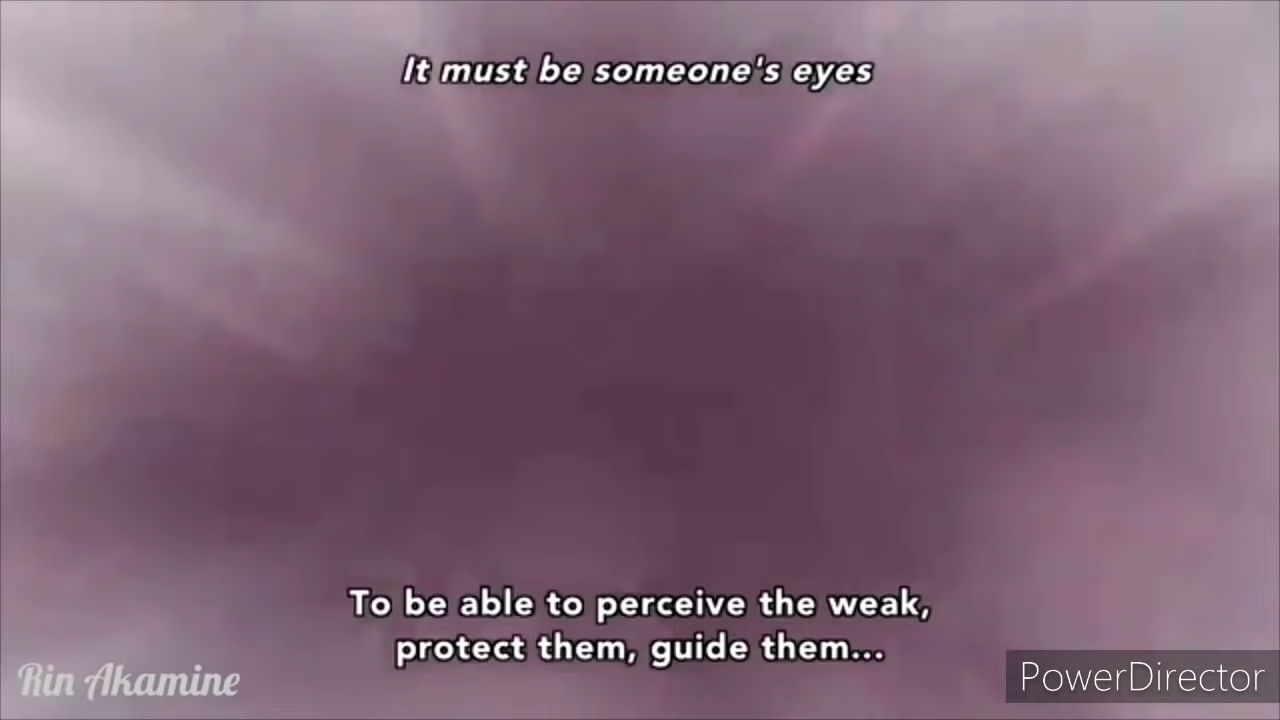 It must be someone's eyes
To be able to perceive the weak,
protect them, guide them...
Rin Akamine
PowerDirector